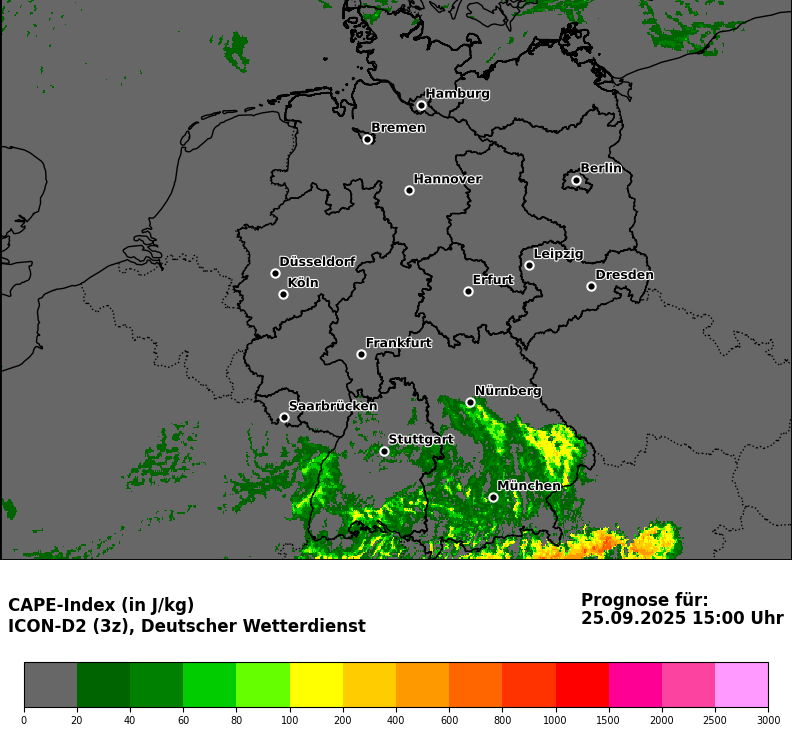 Hamburg
Bremen
Berlin
Hannover
Leipzig
Düsseldorf
Dresden
Erfurt
Köln
Frankfurt
Nürnberg
Saarbrücken
Stuttgart
München
CAPE-Index (in J/kg)
ICON-D2 (3z), Deutscher Wetterdienst
Prognose für:
25.09.2025 15:00 Uhr
0 20 40 60 80 100 200 400 600 800 1000 1500 2000 2500 3000